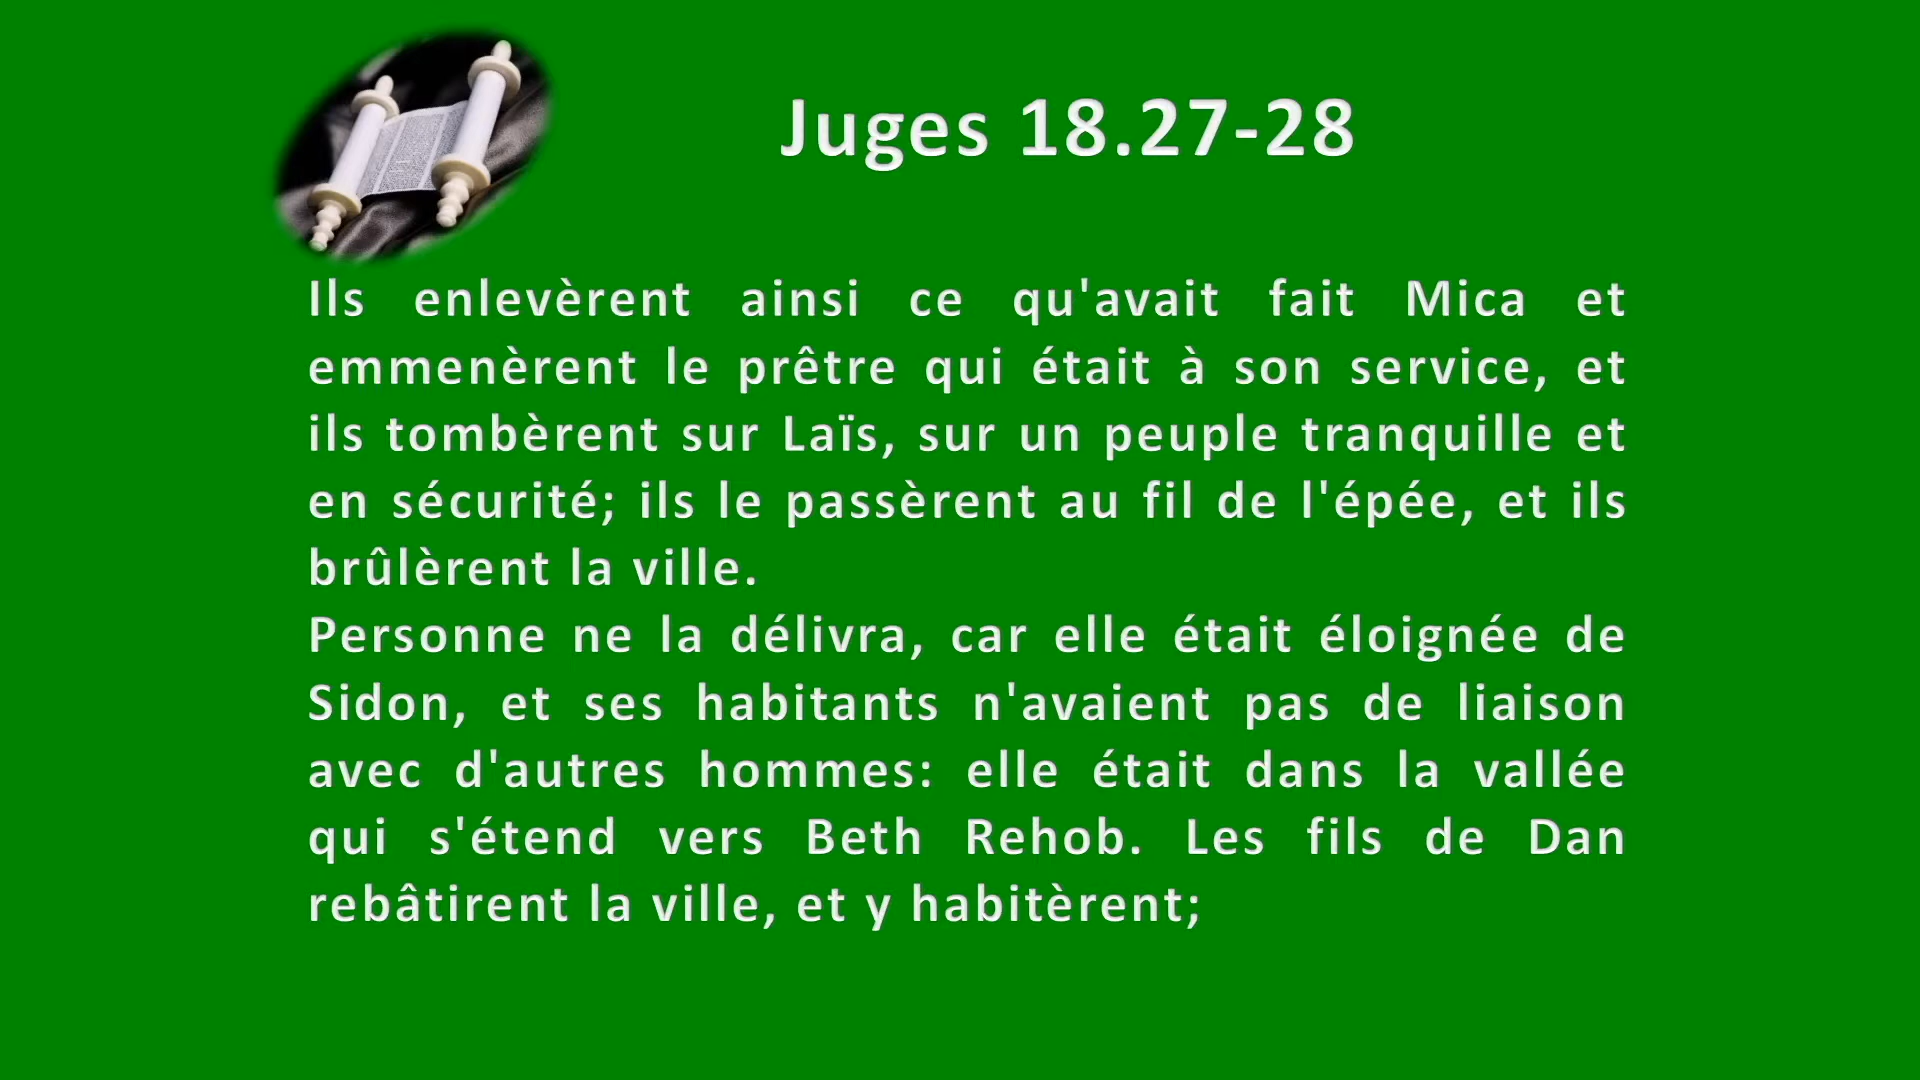 Juges 18.27-28
Ils enlevèrent ainsi ce qu'avait fait Mica et
emmenèrent le prêtre qui était à son service, et
ils tombèrent sur Laïs, sur un peuple tranquille et
en sécurité; ils le passèrent au fil de l'épée, et ils
brûlèrent la ville.
Personne ne la délivra, car elle était éloignée de
Sidon, et ses habitants n'avaient pas de liaison
avec d'autres hommes: elle était dans la vallée
qui s'étend vers Beth Rehob. Les fils de Dan
rebâtirent la ville, et y habitèrent;